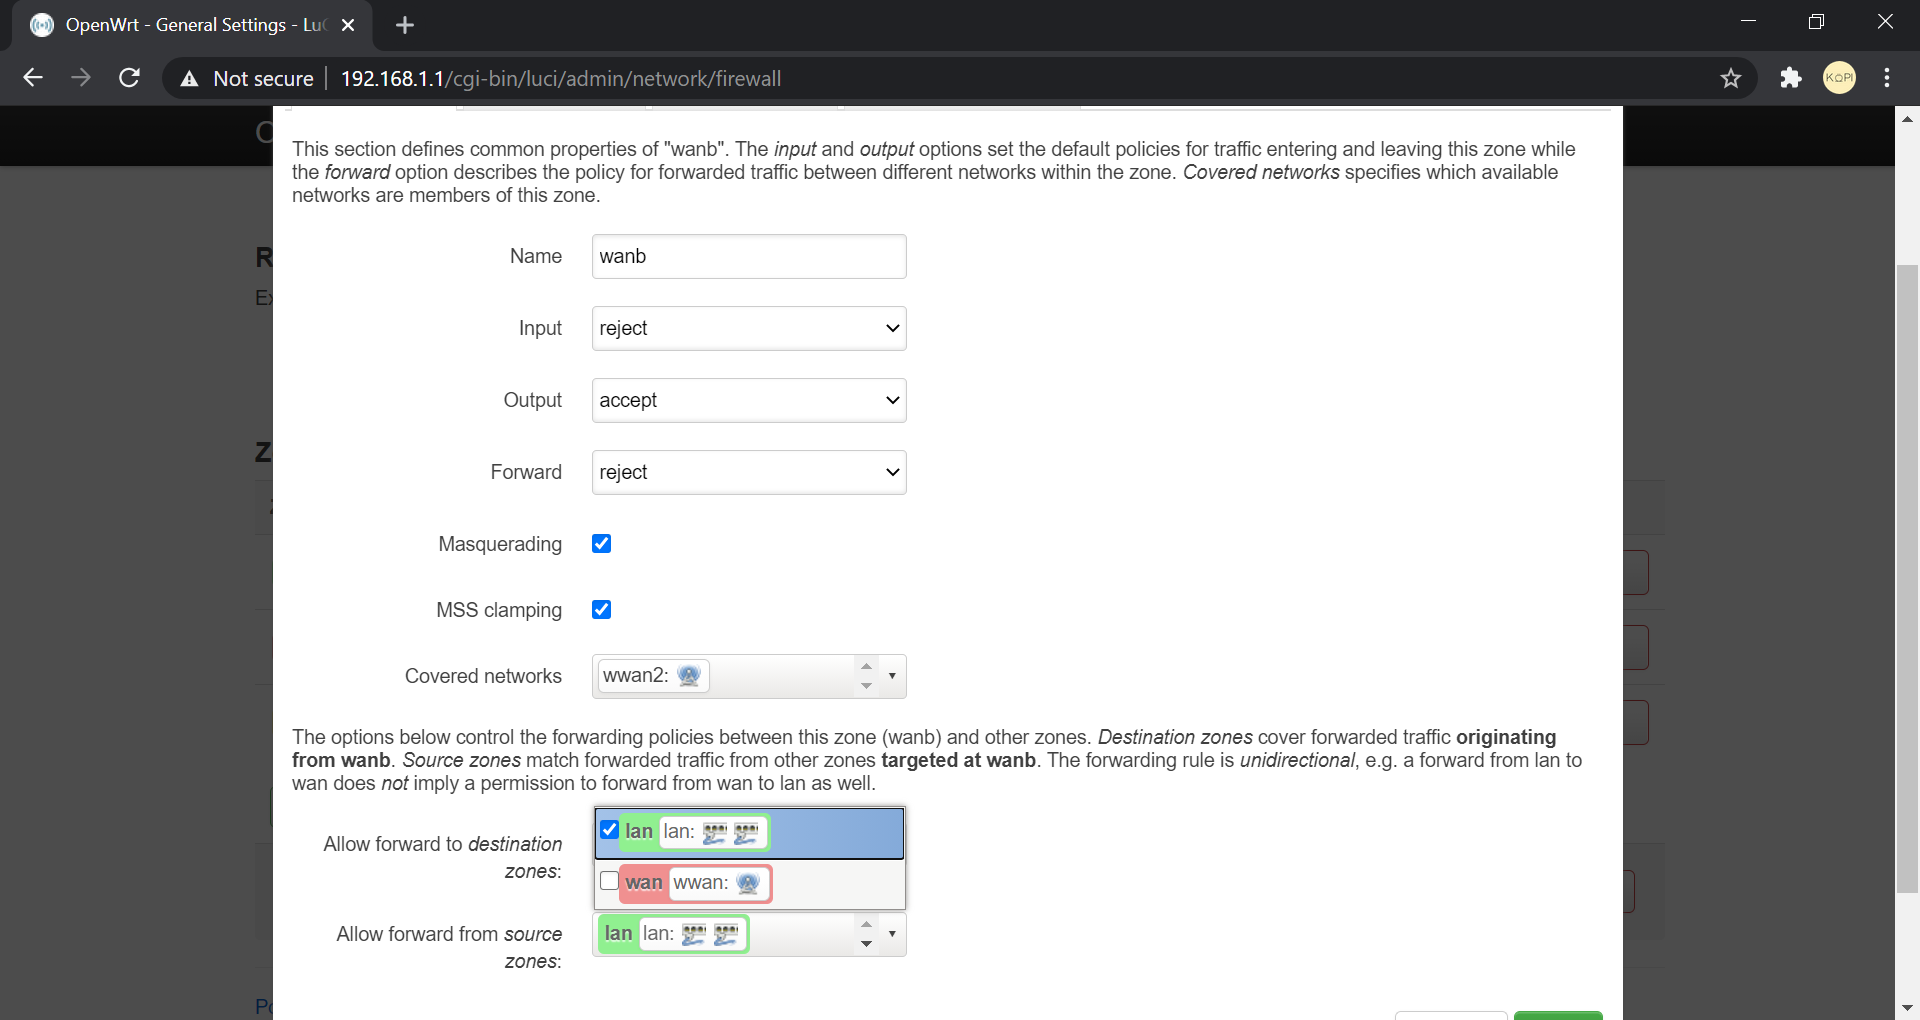 OpenWrt - General Settings - Lu
Not secure 192.168.1.1/cgi-bin/luci/admin/network/firewall
KOPI
This section defines common properties of "wanb". The input and output options set the default policies for traffic entering and leaving this zone while
the forward option describes the policy for forwarded traffic between different networks within the zone. Covered networks specifies which available
networks are members of this zone.
Name wanb
Input reject
Output accept
Forward reject
Masquerading
MSS clamping
Covered networks wwan2:
The options below control the forwarding policies between this zone (wanb) and other zones. Destination zones cover forwarded traffic originating
from wanb. Source zones match forwarded traffic from other zones targeted at wanb. The forwarding rule is unidirectional, e.g. a forward from lan to
wan does not imply a permission to forward from wan to lan as well.
lan lan:
Allow forward to destination
zones:
wan wwan:
Allow forward from source
zones:
lan lan: